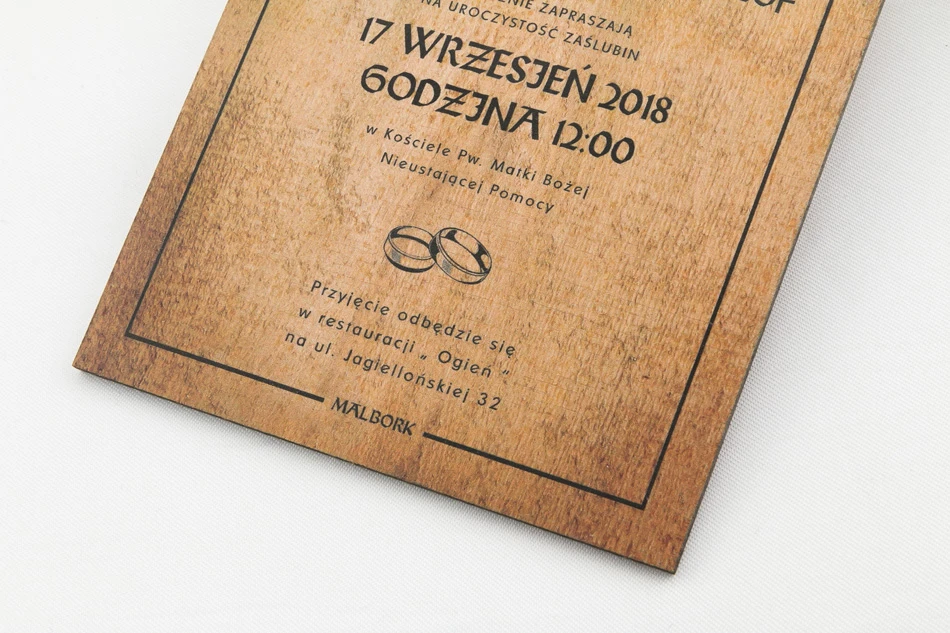 ZAPRASZAJĄ
NA UROCZYSTOŚĆ ZAŚLUBIN
17 WRZESIEŃ 2018
GODZINA 12:00
w Kościele Pw. Matki Bożej
Nieustającej Pomocy
Przyjęcie odbędzie się
w restauracji „ Ogień "
na ul. Jagiellońskiej 32
MALBORK